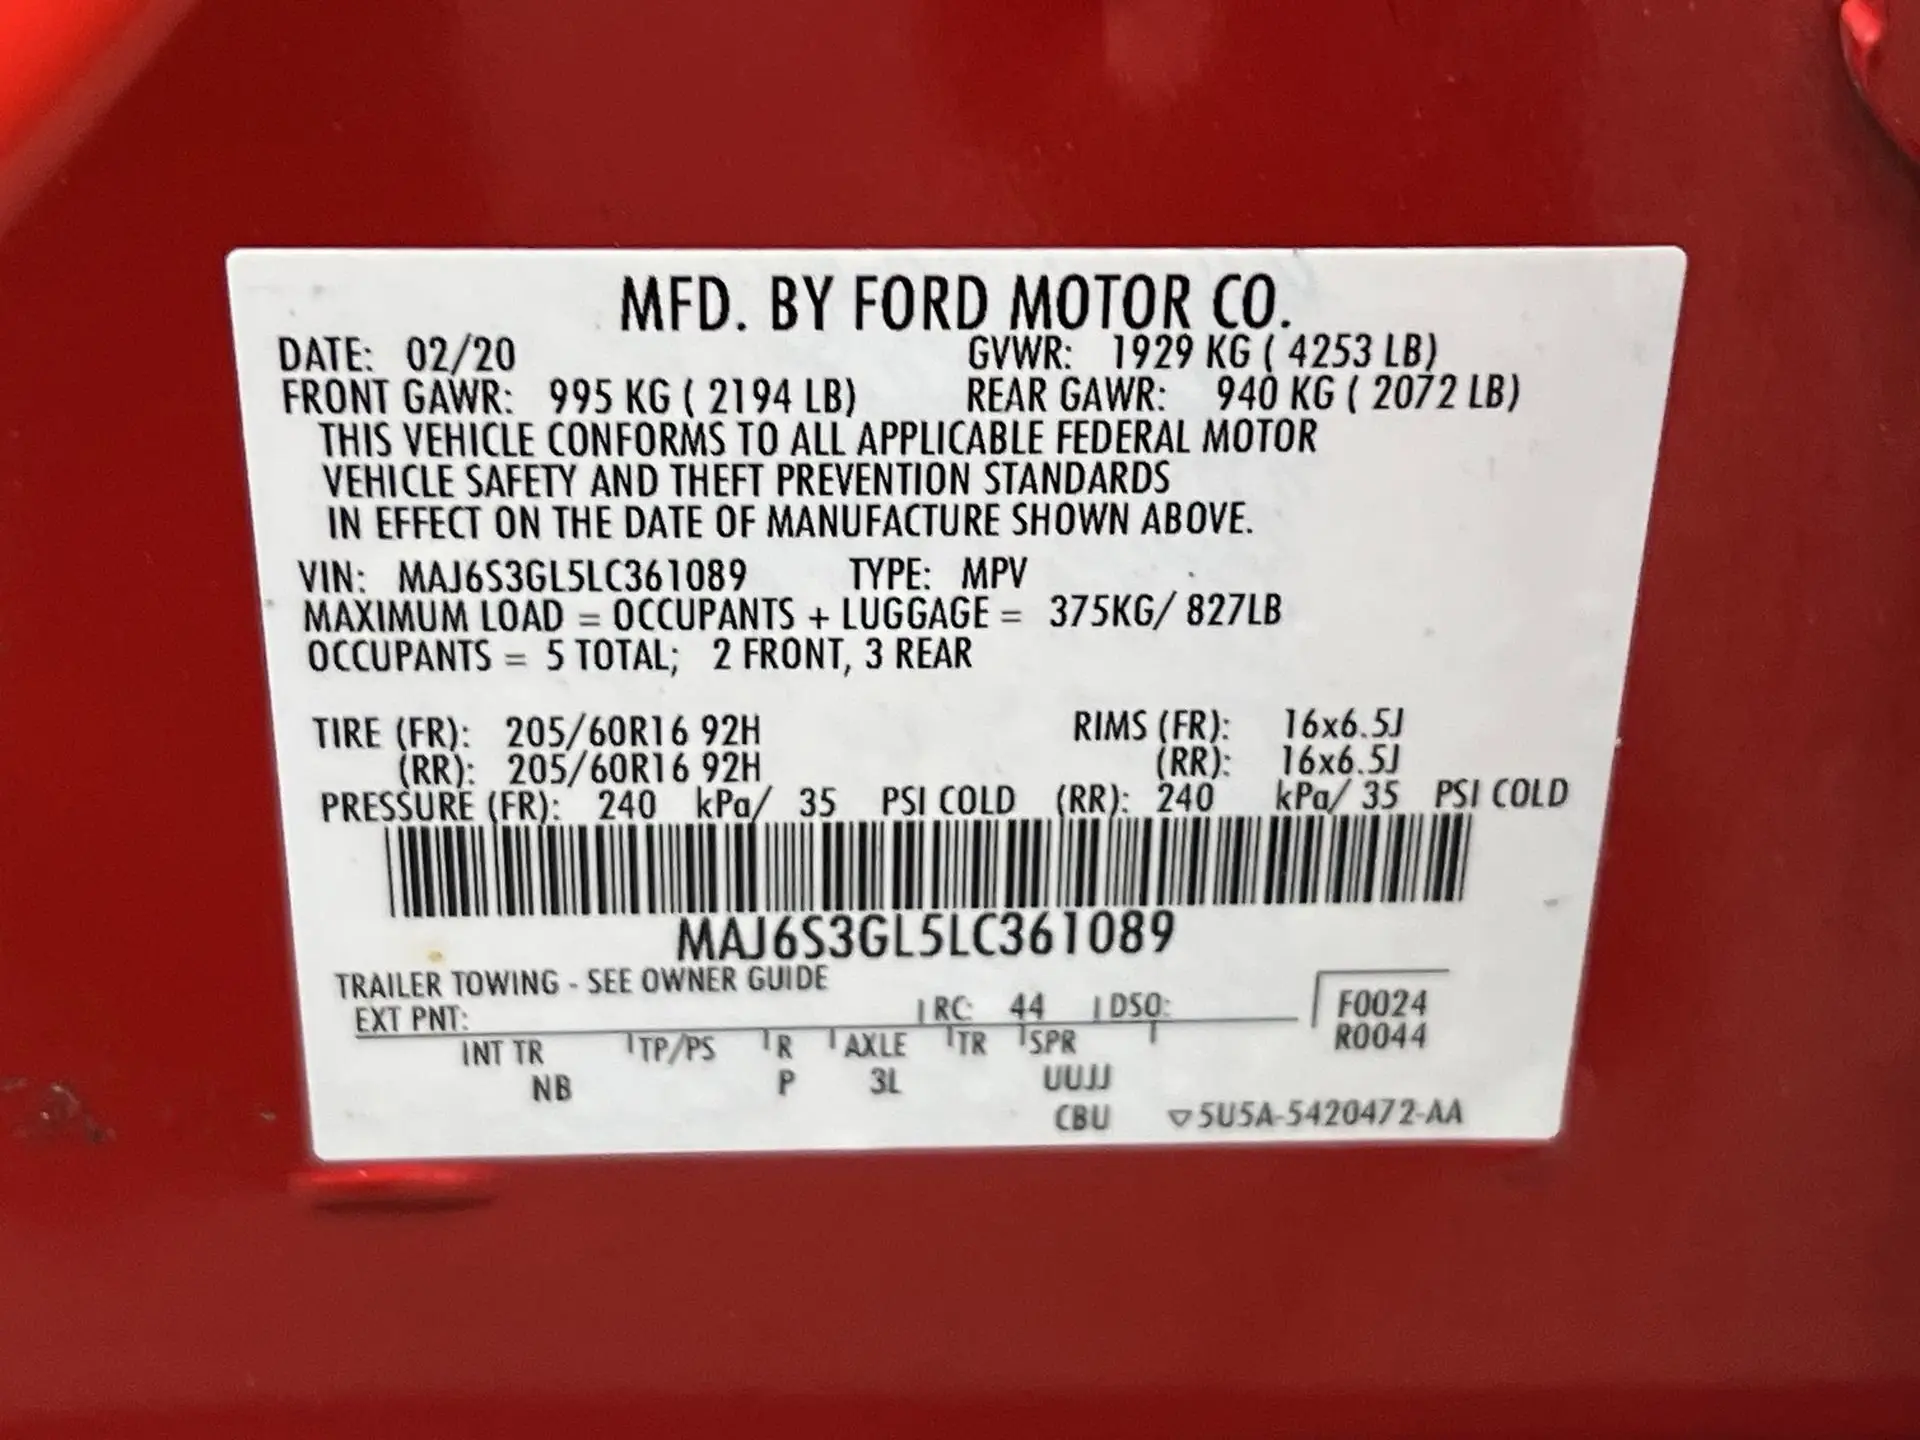 MFD. BY FORD MOTOR CO.
DATE: 02/20 GVWR: 1929 KG ( 4253 LB)
FRONT GAWR: 995 KG ( 2194 LB) REAR GAWR: 940 KG ( 2072 LB)
THIS VEHICLE CONFORMS TO ALL APPLICABLE FEDERAL MOTOR
VEHICLE SAFETY AND THEFT PREVENTION STANDARDS
IN EFFECT ON THE DATE OF MANUFACTURE SHOWN ABOVE.
VIN: MAJ6S3GL5LC361089 TYPE: MPV
MAXIMUM LOAD = OCCUPANTS + LUGGAGE = 375KG/ 827LB
OCCUPANTS = 5 TOTAL; 2 FRONT, 3 REAR
TIRE (FR): 205/60R16 92H RIMS (FR): 16x6.5J
(RR): 205/60R16 92H (RR): 16x6.5J
PRESSURE (FR): 240 kPa/ 35 PSI COLD (RR): 240 kPa/ 35 PSI COLD
MAJ6S3GL5LC361089
TRAILER TOWING - SEE OWNER GUIDE
EXT PNT: RC: 44 DSO: F0024
R0044
INT TR TP/PS R AXLE TR SPR
NB P 3L UUJJ
CBU ▽5U5A-5420472-AA